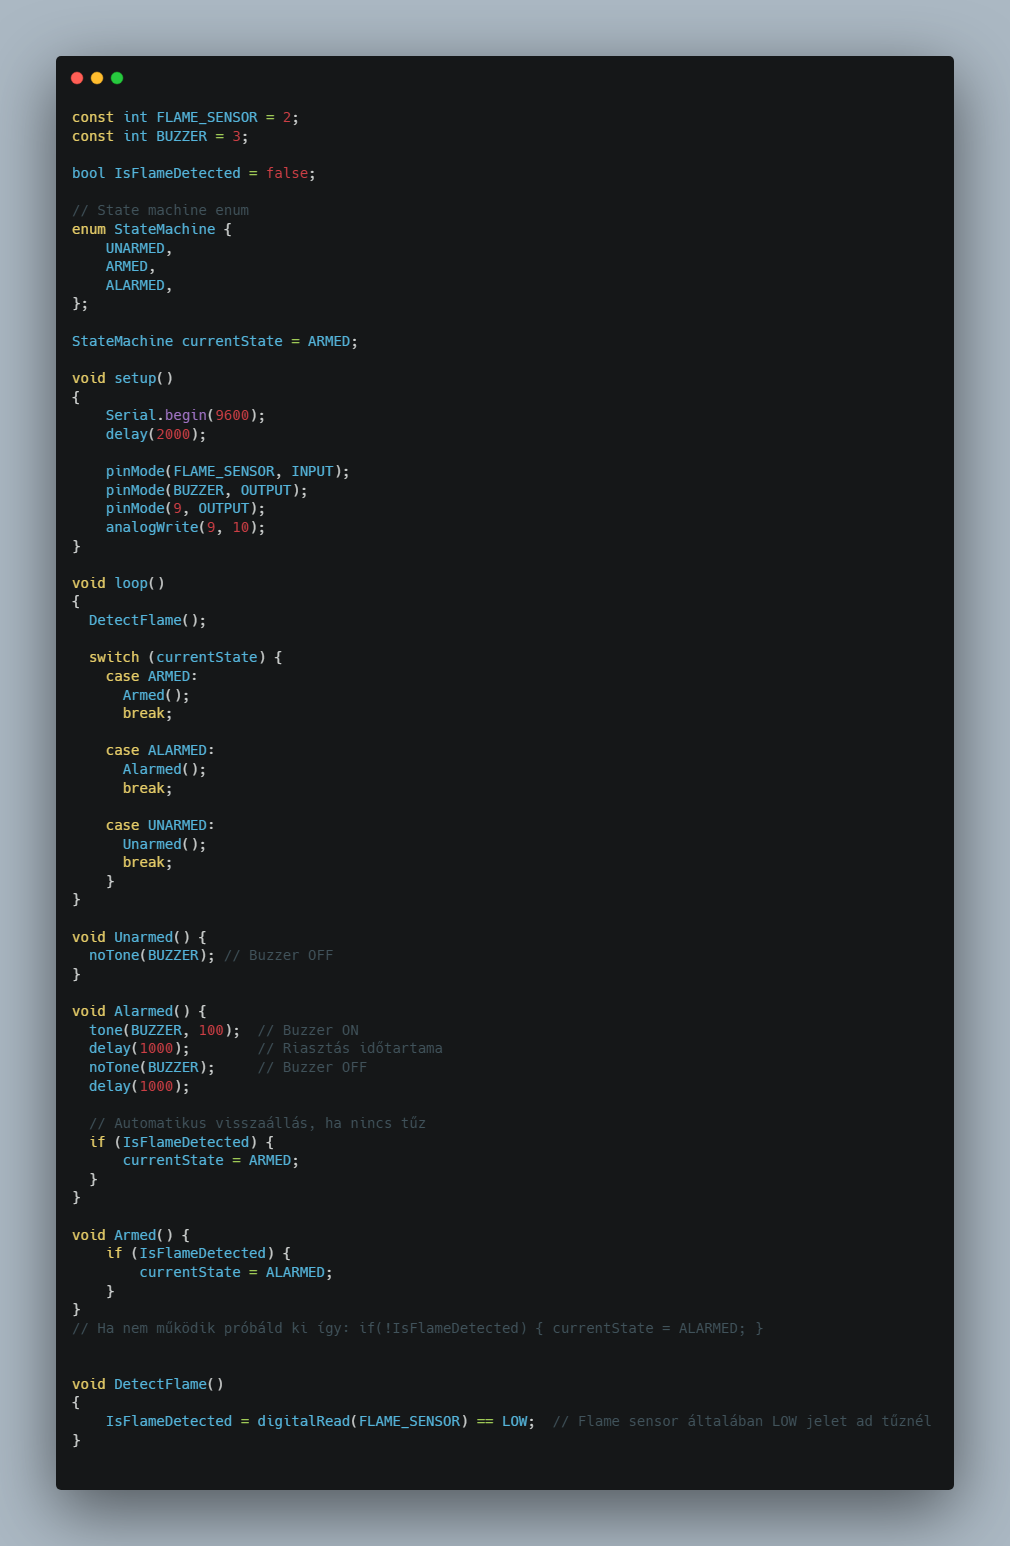 const int FLAME_SENSOR = 2;
const int BUZZER = 3;

bool IsFlameDetected = false;

// State machine enum
enum StateMachine {
    UNARMED,
    ARMED,
    ALARMED,
};

StateMachine currentState = ARMED;

void setup()
{
    Serial.begin(9600);
    delay(2000);

    pinMode(FLAME_SENSOR, INPUT);
    pinMode(BUZZER, OUTPUT);
    pinMode(9, OUTPUT);
    analogWrite(9, 10);
}

void loop()
{
  DetectFlame();

  switch (currentState) {
    case ARMED:
      Armed();
      break;

    case ALARMED:
      Alarmed();
      break;

    case UNARMED:
      Unarmed();
      break;
    }
}

void Unarmed() {
  noTone(BUZZER); // Buzzer OFF
}

void Alarmed() {
  tone(BUZZER, 100);  // Buzzer ON
  delay(1000);        // Riasztás időtartama
  noTone(BUZZER);     // Buzzer OFF
  delay(1000);

  // Automatikus visszaállás, ha nincs tűz
  if (IsFlameDetected) {
      currentState = ARMED;
  }
}

void Armed() {
    if (IsFlameDetected) {
        currentState = ALARMED;
    }
}
// Ha nem működik próbáld ki így: if(!IsFlameDetected) { currentState = ALARMED; }


void DetectFlame()
{
    IsFlameDetected = digitalRead(FLAME_SENSOR) == LOW;  // Flame sensor általában LOW jelet ad tűznél
}